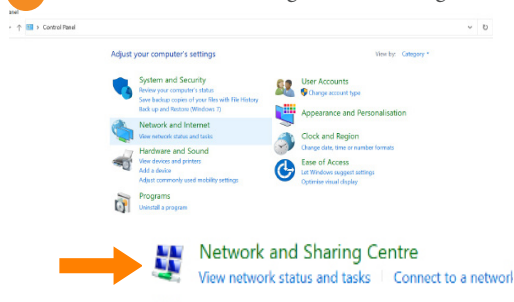 Control Panel
Adjust your computer's settings
View by: Category
System and Security
Review your computer's status
Save backup copies of your files with File History
Back up and Restore (Windows 7)
Network and Internet
View network status and tasks
Hardware and Sound
View devices and printers
Add a device
Adjust commonly used mobility settings
Programs
Uninstall a program
User Accounts
Change account type
Appearance and Personalisation
Clock and Region
Change date, time or number formats
Ease of Access
Let Windows suggest settings
Optimise visual display
Network and Sharing Centre
View network status and tasks
Connect to a network